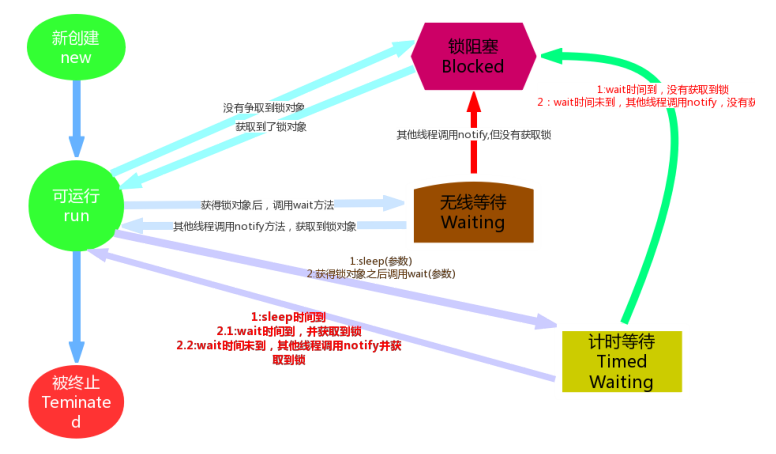 新创建
new
锁阻塞
Blocked
1:wait时间到，没有获取到锁
2：wait时间未到，其他线程调用notify，没有获
没有争取到锁对象
获取到了锁对象
其他线程调用notify,但没有获取锁
可运行
run
获得锁对象后，调用wait方法
其他线程调用notify方法，获取到锁对象
无线等待
Waiting
1:sleep(参数)
2:获得锁对象之后调用wait(参数)
1:sleep时间到
2.1:wait时间到，并获取到锁
2.2:wait时间未到，其他线程调用notify并获
取到锁
计时等待
Timed
Waiting
被终止
Teminate
d